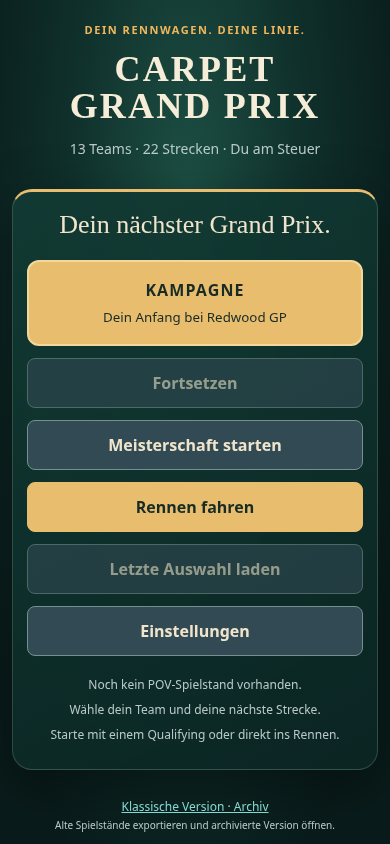 DEIN RENNWAGEN. DEINE LINIE.
CARPET
GRAND PRIX
13 Teams · 22 Strecken · Du am Steuer
Dein nächster Grand Prix.
KAMPAGNE
Dein Anfang bei Redwood GP
Fortsetzen
Meisterschaft starten
Rennen fahren
Letzte Auswahl laden
Einstellungen
Noch kein POV-Spielstand vorhanden.
Wähle dein Team und deine nächste Strecke.
Starte mit einem Qualifying oder direkt ins Rennen.
Klassische Version · Archiv
Alte Spielstände exportieren und archivierte Version öffnen.